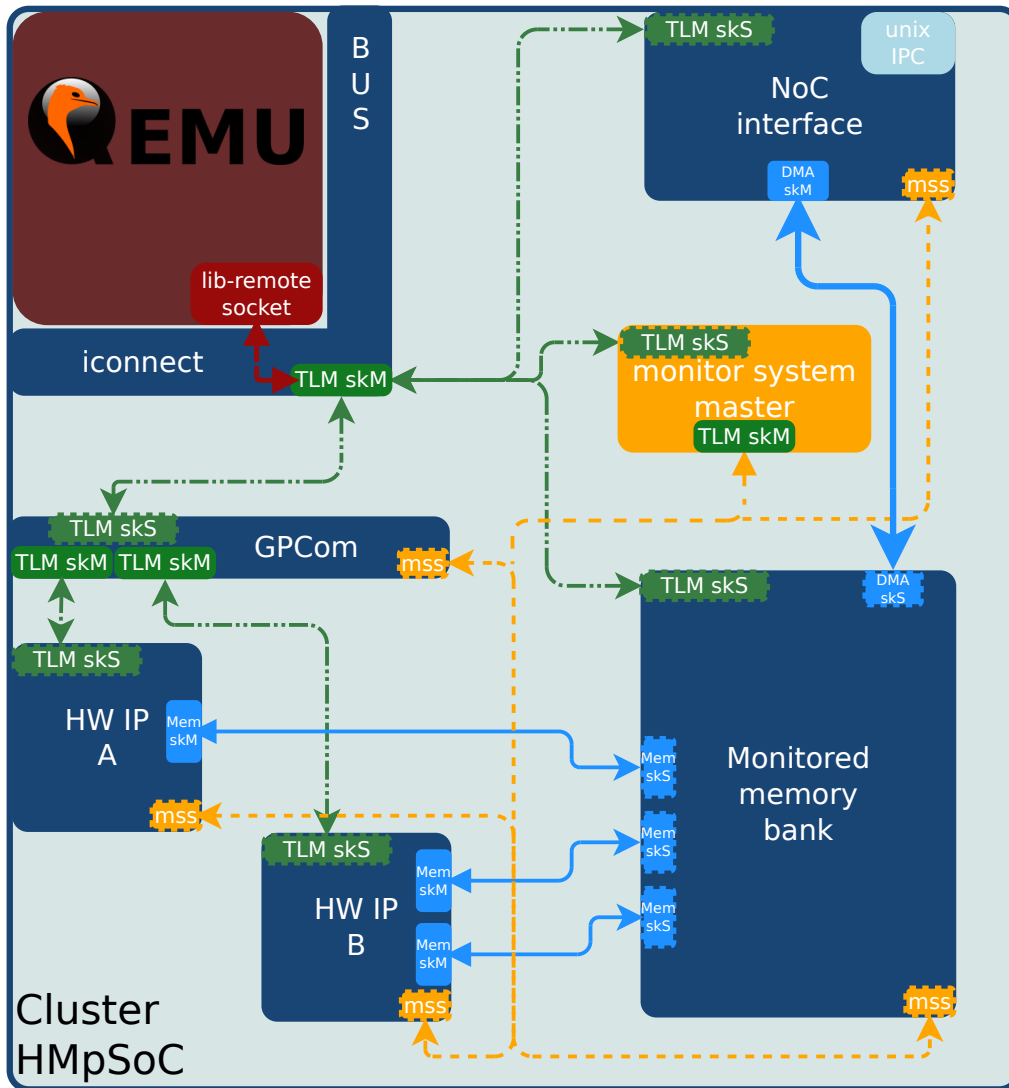 B
U
S
QEMU
lib-remote
socket
iconnect
TLM skM
TLM skS
unix
IPC
NoC
interface
DMA
skM
mss
TLM skS
monitor system
master
TLM skM
TLM skS
GPCom
TLM skM
TLM skM
mss
TLM skS
DMA
skS
Monitored
memory
bank
Mem
skS
Mem
skS
Mem
skS
mss
TLM skS
HW IP
A
Mem
skM
mss
TLM skS
HW IP
B
Mem
skM
Mem
skM
mss
Cluster
HMpSoC